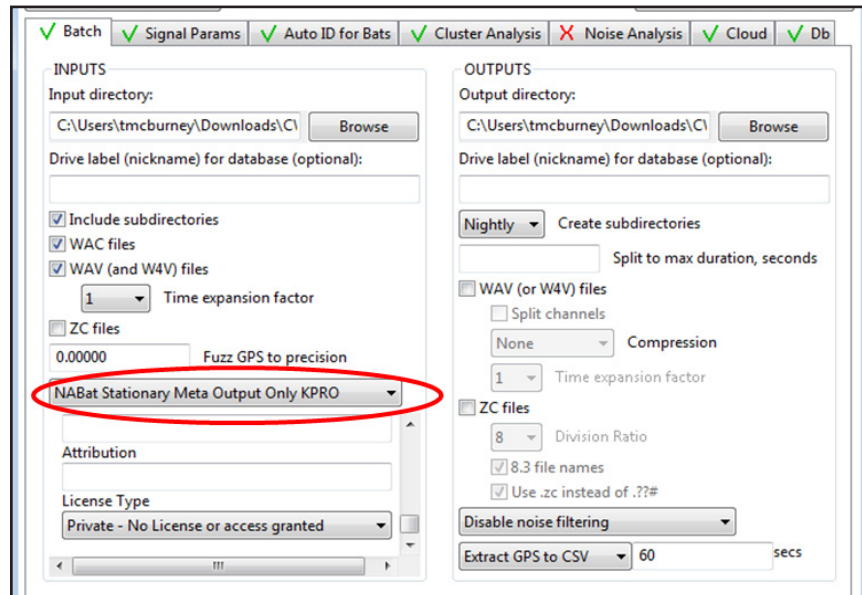 Batch Signal Params Auto ID for Bats Cluster Analysis Noise Analysis Cloud Db
INPUTS
Input directory:
C:\Users\tmcburney\Downloads\C\ Browse
Drive label (nickname) for database (optional):
Include subdirectories
WAC files
WAV (and W4V) files
1 Time expansion factor
ZC files
0.00000 Fuzz GPS to precision
NABat Stationary Meta Output Only KPRO
Attribution
License Type
Private - No License or access granted
OUTPUTS
Output directory:
C:\Users\tmcburney\Downloads\C\ Browse
Drive label (nickname) for database (optional):
Nightly Create subdirectories
Split to max duration, seconds
WAV (or W4V) files
Split channels
None Compression
1 Time expansion factor
ZC files
8 Division Ratio
8.3 file names
Use .zc instead of .??#
Disable noise filtering
Extract GPS to CSV 60 secs